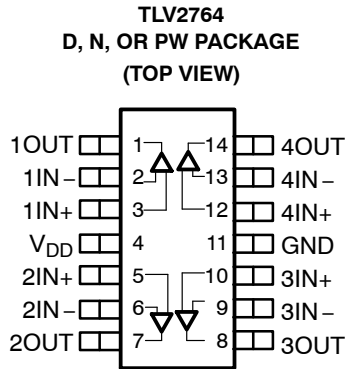 TLV2764
D, N, OR PW PACKAGE
(TOP VIEW)
1OUT 1 14 4OUT
1IN− 2 13 4IN−
1IN+ 3 12 4IN+
VDD 4 11 GND
2IN+ 5 10 3IN+
2IN− 6 9 3IN−
2OUT 7 8 3OUT